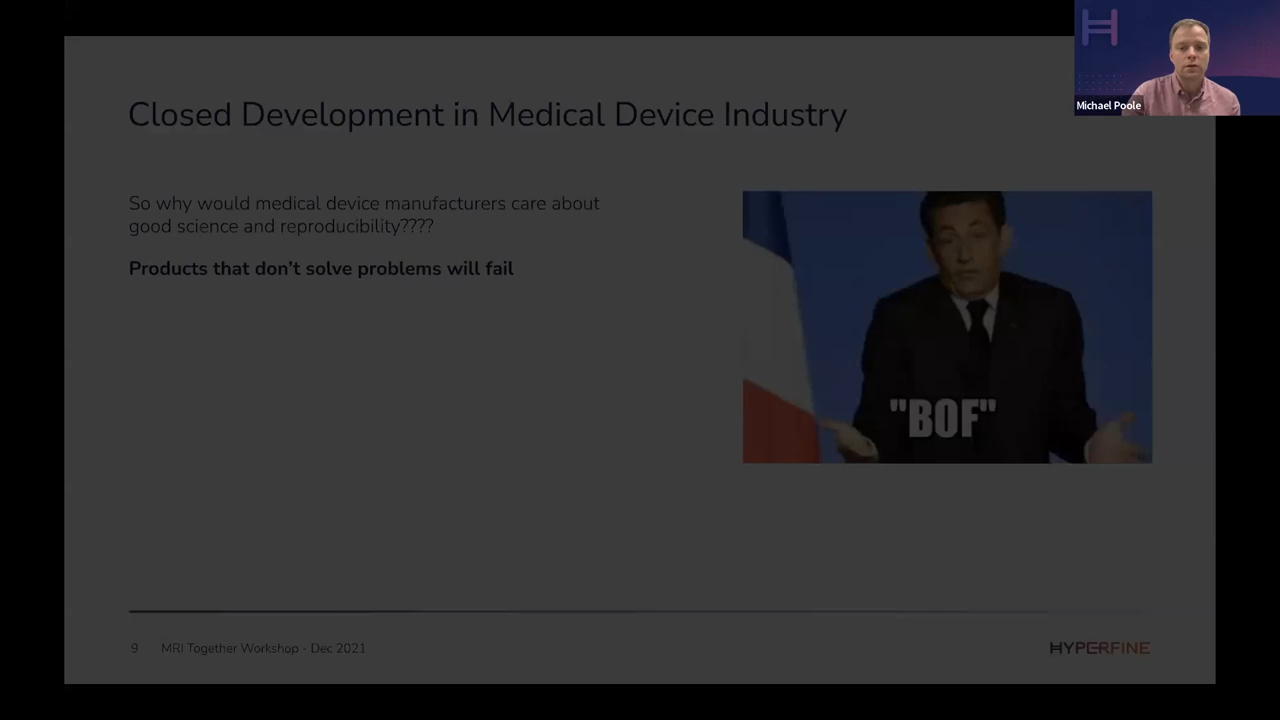 Michael Poole
Closed Development in Medical Device Industry
So why would medical device manufacturers care about
good science and reproducibility????
Products that don't solve problems will fail
"BOF"
9 MRI Together Workshop - Dec 2021
HYPERFINE